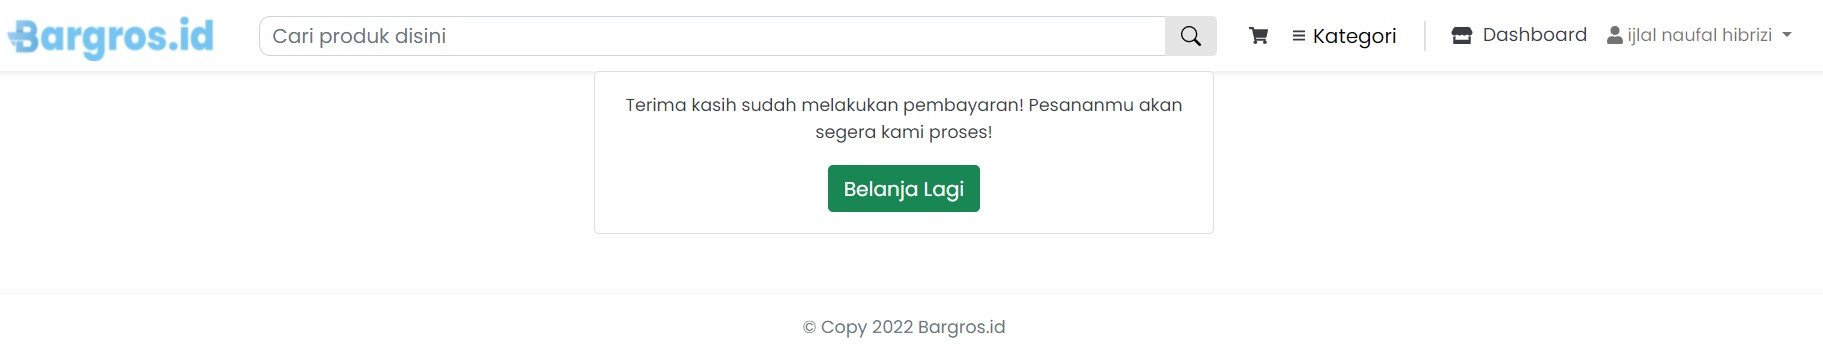 Bargros.id
Cari produk disini
Kategori
Dashboard
ijlal naufal hibrizi
Terima kasih sudah melakukan pembayaran! Pesananmu akan
segera kami proses!
Belanja Lagi
© Copy 2022 Bargros.id